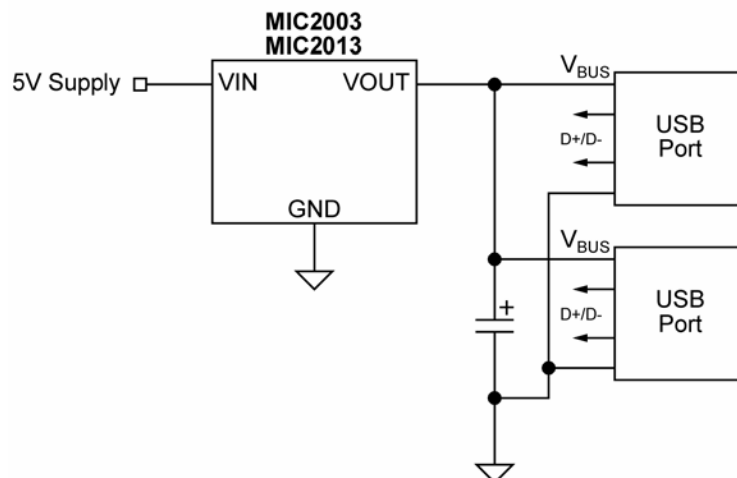 MIC2003
MIC2013
5V Supply
VIN
VOUT
GND
VBUS
D+/D-
USB
Port
VBUS
D+/D-
USB
Port
+